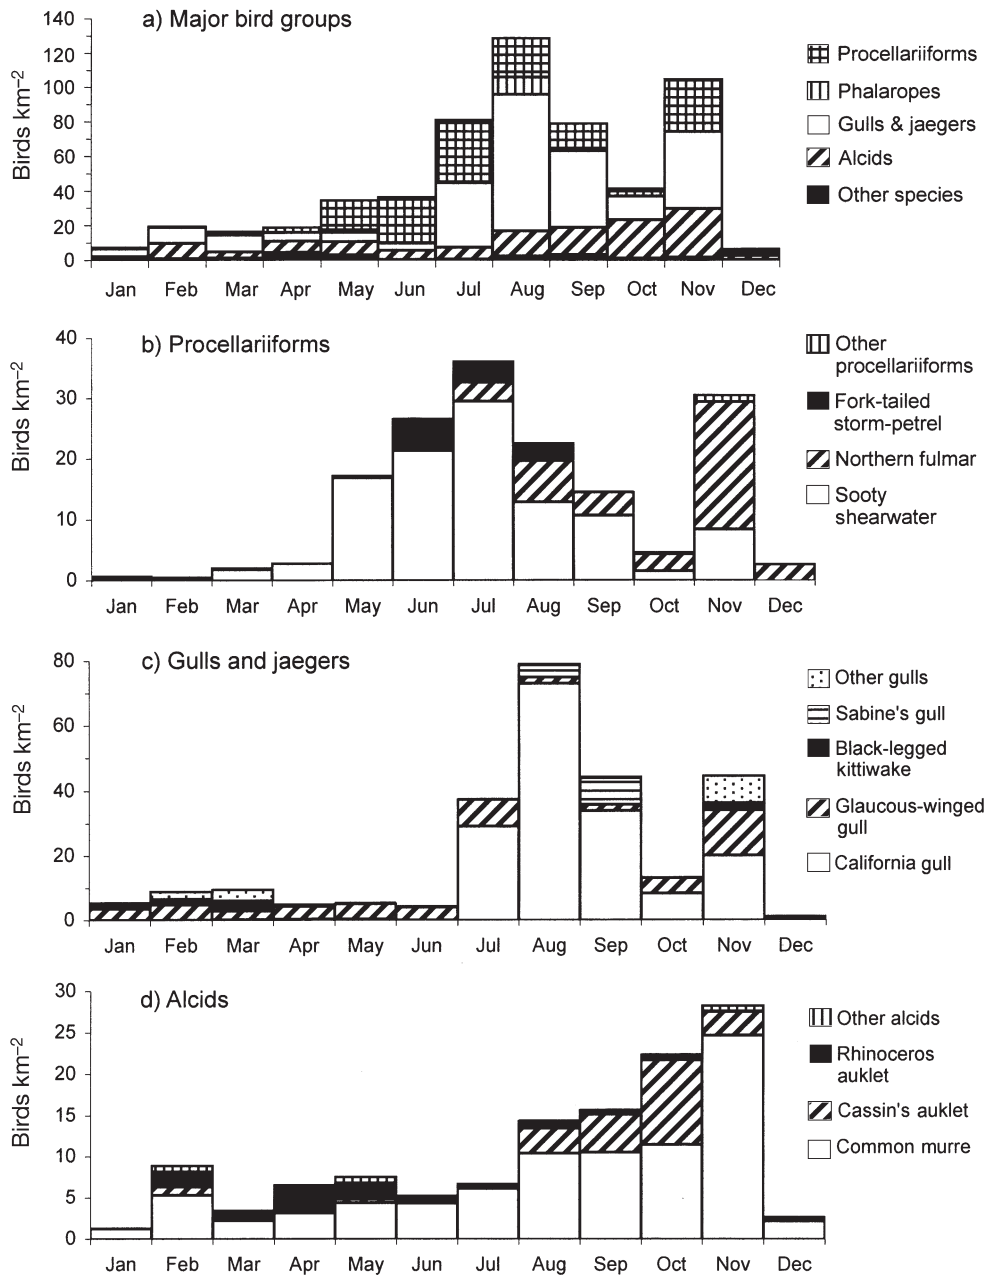 a) Major bird groups
Birds km–2
140
120
100
80
60
40
20
0
Jan Feb Mar Apr May Jun Jul Aug Sep Oct Nov Dec
Procellariiforms
Phalaropes
Gulls & jaegers
Alcids
Other species
b) Procellariiforms
Birds km–2
40
30
20
10
0
Jan Feb Mar Apr May Jun Jul Aug Sep Oct Nov Dec
Other
procellariiforms
Fork-tailed
storm-petrel
Northern fulmar
Sooty
shearwater
c) Gulls and jaegers
Birds km–2
80
60
40
20
0
Jan Feb Mar Apr May Jun Jul Aug Sep Oct Nov Dec
Other gulls
Sabine's gull
Black-legged
kittiwake
Glaucous-winged
gull
California gull
d) Alcids
Birds km–2
30
25
20
15
10
5
0
Jan Feb Mar Apr May Jun Jul Aug Sep Oct Nov Dec
Other alcids
Rhinoceros
auklet
Cassin's auklet
Common murre